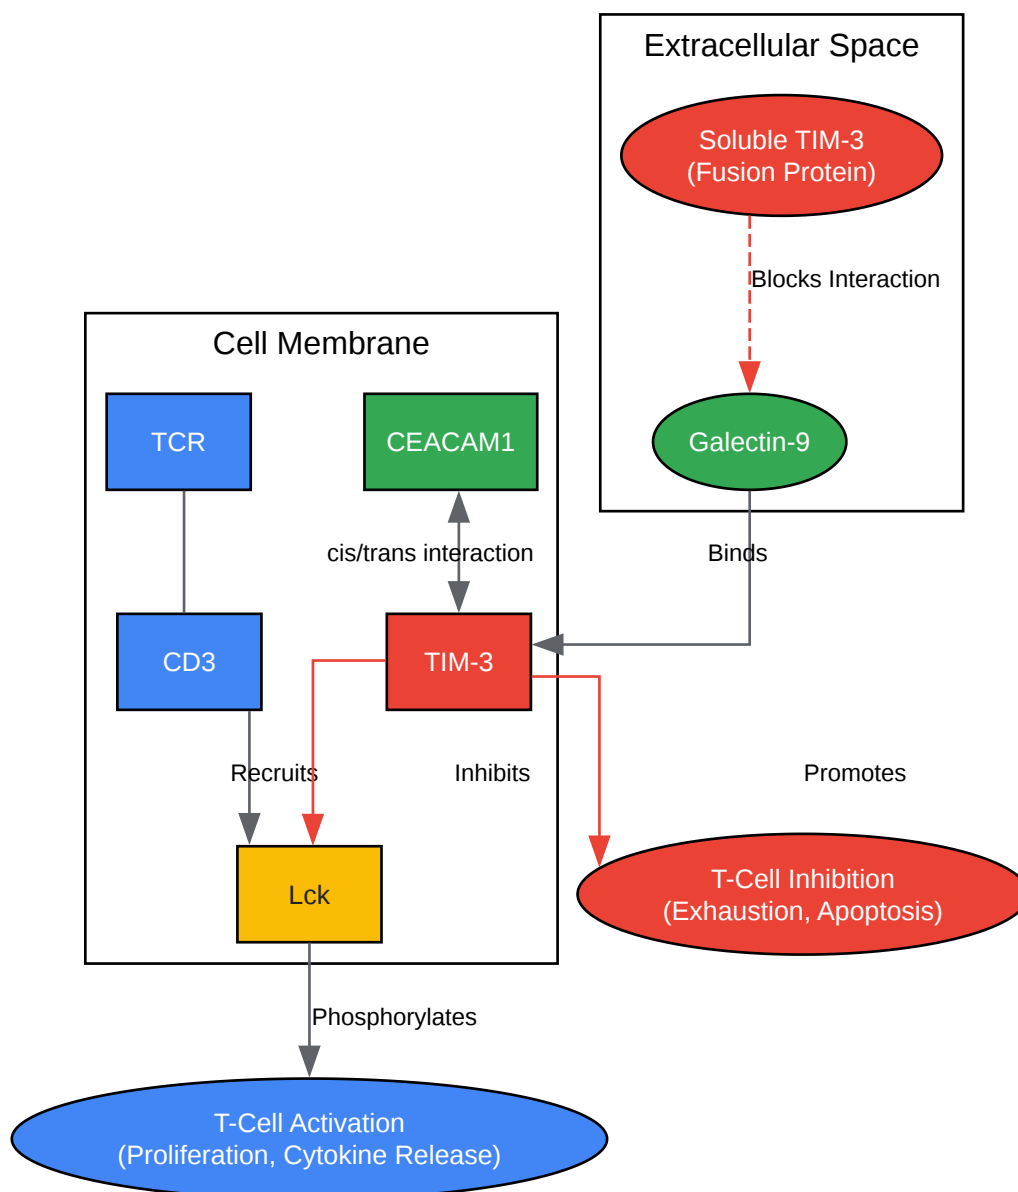 Extracellular Space
Soluble TIM-3
(Fusion Protein)
Blocks Interaction
Cell Membrane
TCR
CEACAM1
Galectin-9
cis/trans interaction
Binds
CD3
TIM-3
Recruits
Inhibits
Promotes
Lck
T-Cell Inhibition
(Exhaustion, Apoptosis)
Phosphorylates
T-Cell Activation
(Proliferation, Cytokine Release)